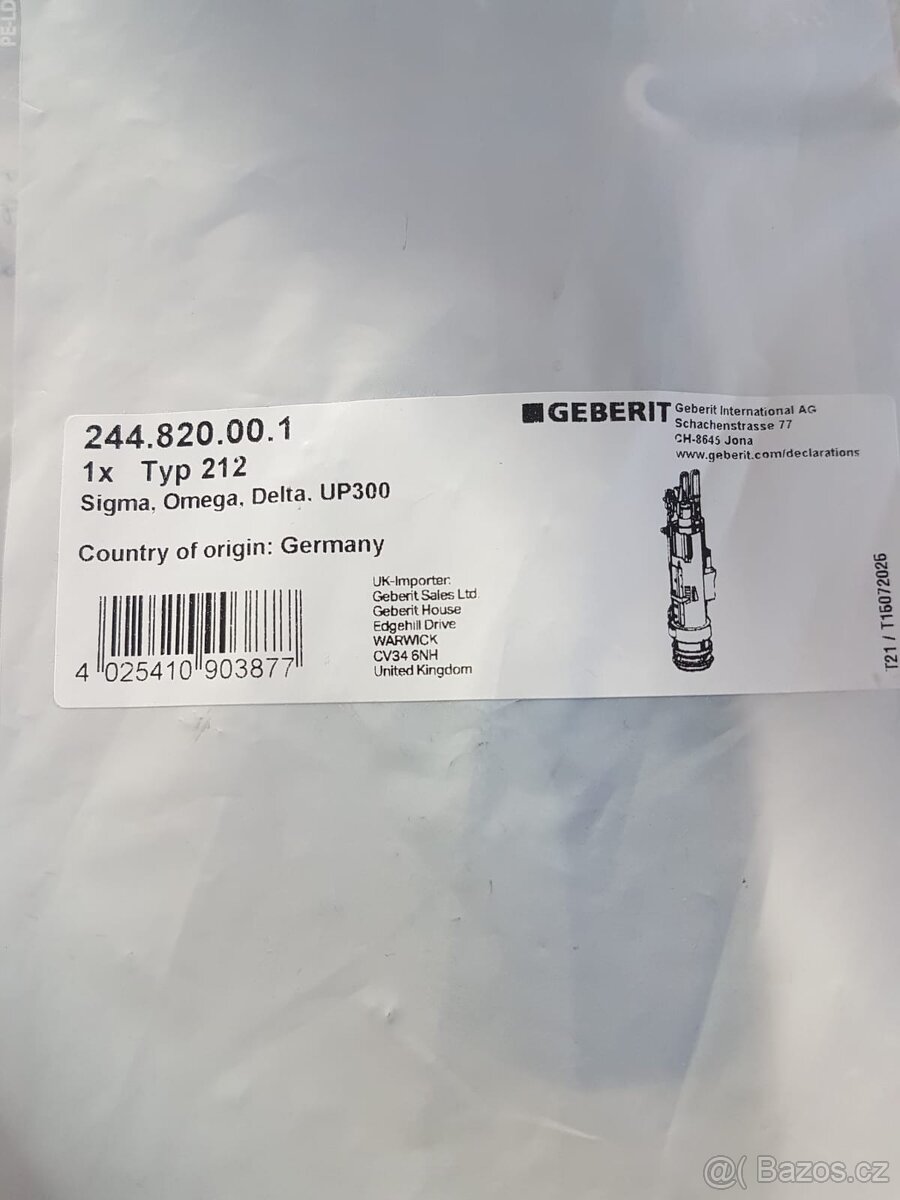 PE-LD
244.820.00.1
1x Typ 212
Sigma, Omega, Delta. UP300
Country of origin: Germany
4 025410 903877
UK-Importer:
Geberit Sales Ltd
Geberit House
Edgehill Drive
WARWICK
CV34 6NH
United Kingdom
GEBERIT
Geberit International AG
Schachenstrasse 77
CH-8645 Jona
www.geberit.com/declarations
T21 / T16072026
@( Bazos.cz